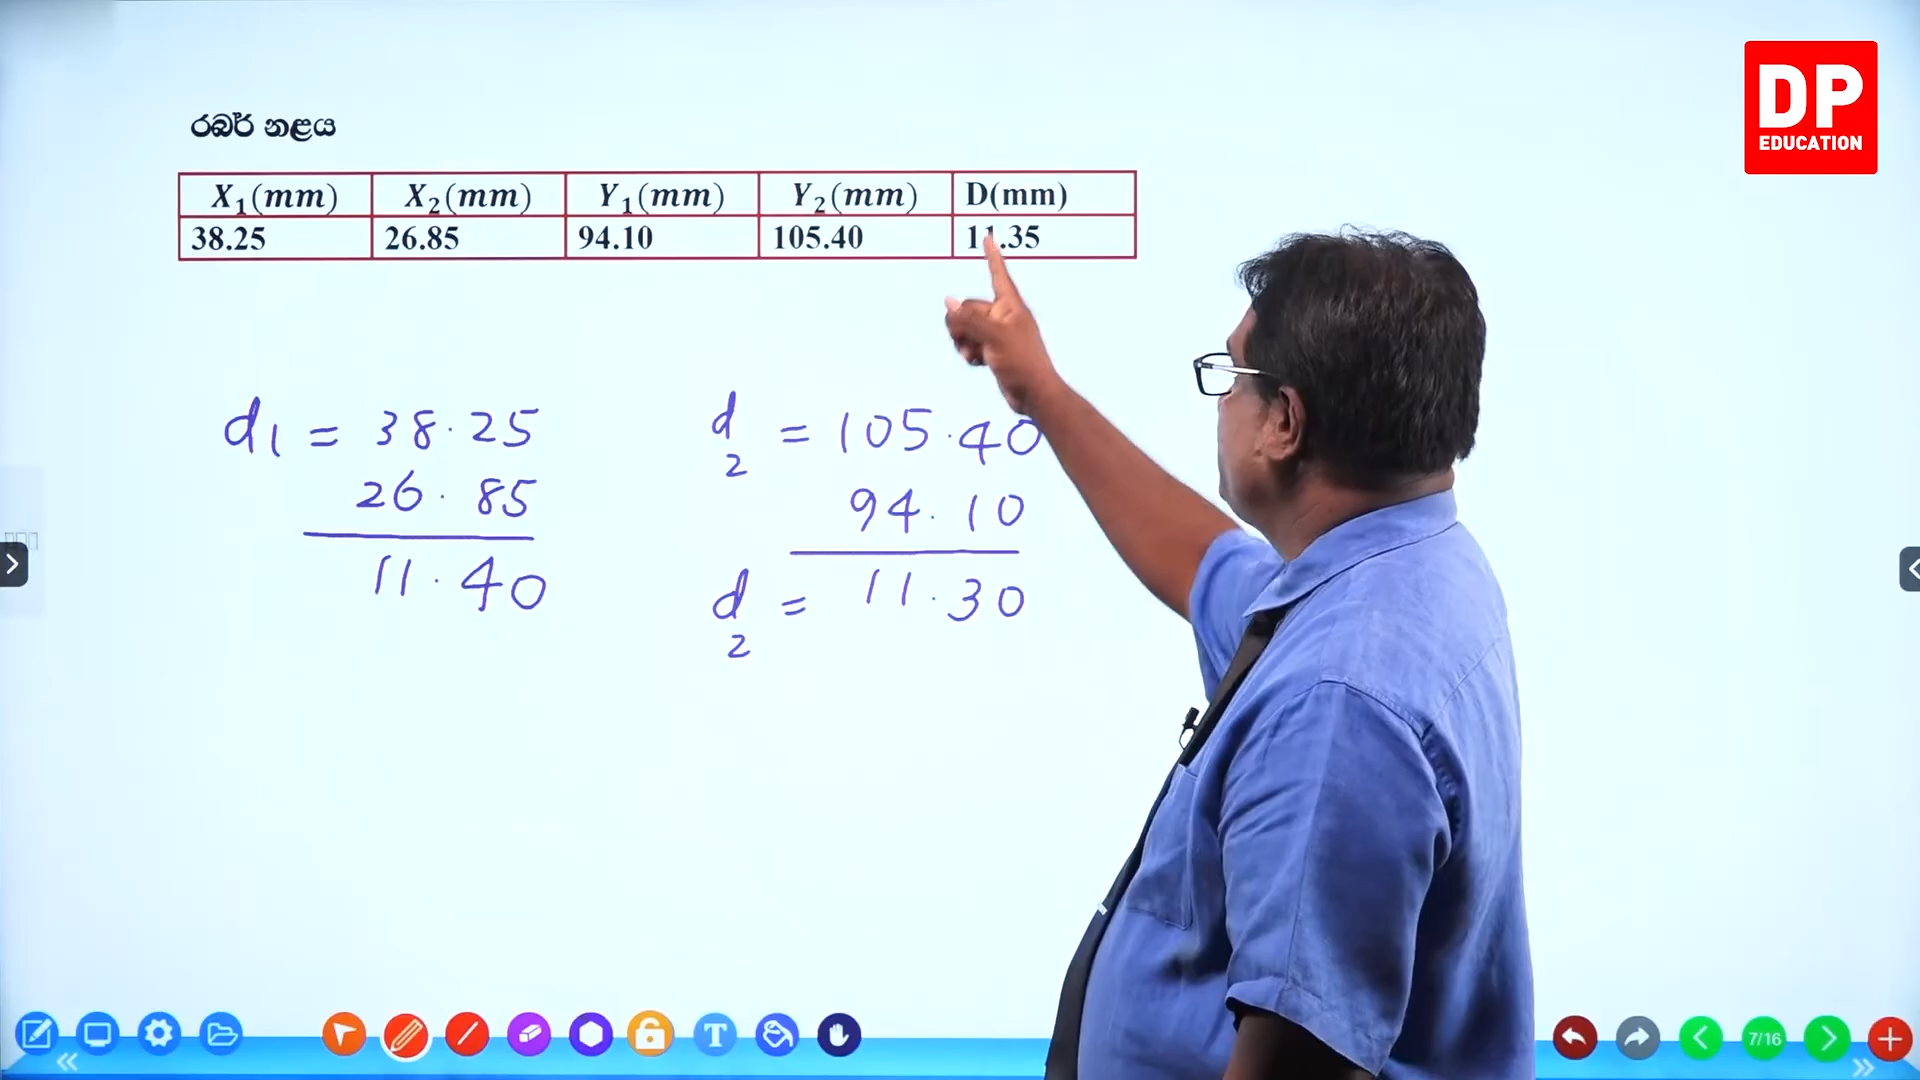 DP
EDUCATION
රබර් නළය
X₁(mm) X₂(mm) Y₁(mm) Y₂(mm) D(mm)
38.25 26.85 94.10 105.40 11.35
d₁ = 38.25
26.85
11.40
d₂ = 105.40
94.10
d₂ = 11.30
T
7/16